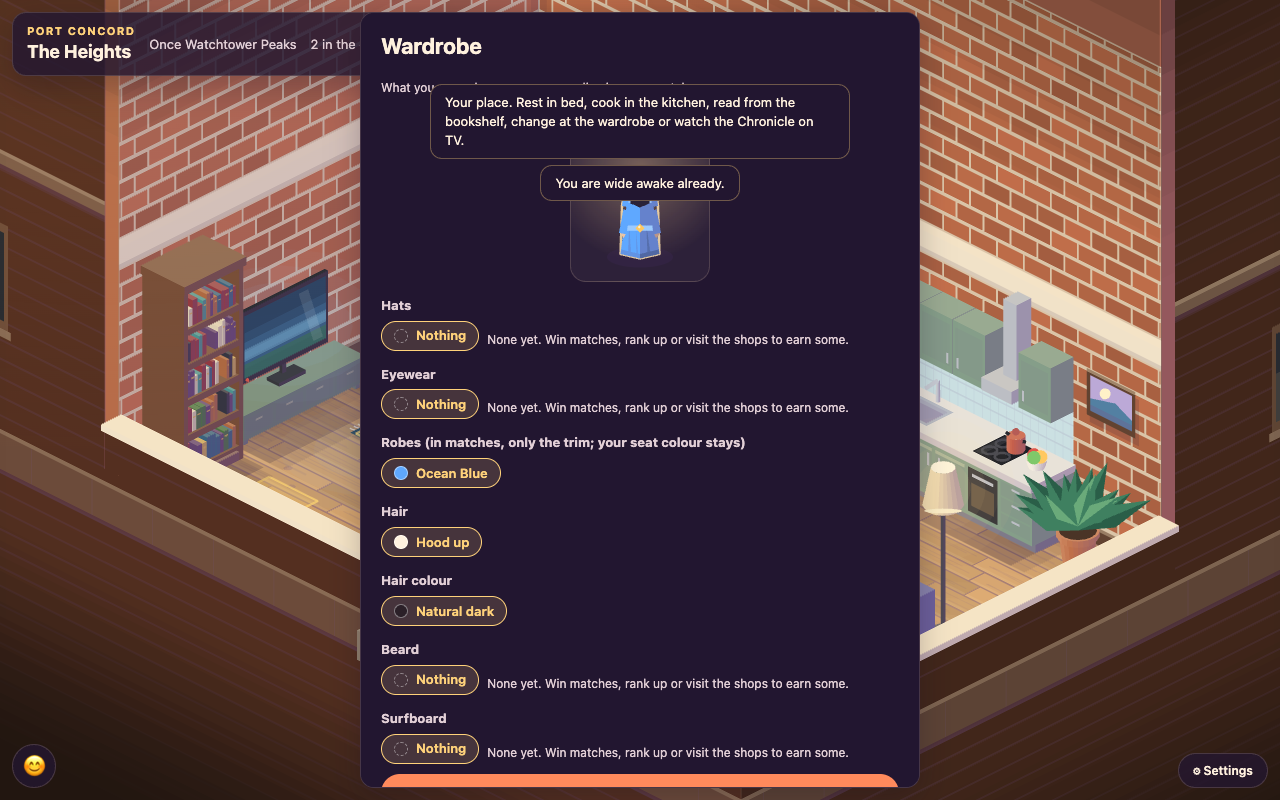 PORT CONCORD
The Heights
Once Watchtower Peaks
2 in the
Wardrobe
What you
Your place. Rest in bed, cook in the kitchen, read from the
bookshelf, change at the wardrobe or watch the Chronicle on
TV.
You are wide awake already.
Hats
Nothing
None yet. Win matches, rank up or visit the shops to earn some.
Eyewear
Nothing
None yet. Win matches, rank up or visit the shops to earn some.
Robes (in matches, only the trim; your seat colour stays)
Ocean Blue
Hair
Hood up
Hair colour
Natural dark
Beard
Nothing
None yet. Win matches, rank up or visit the shops to earn some.
Surfboard
Nothing
None yet. Win matches, rank up or visit the shops to earn some.
Settings